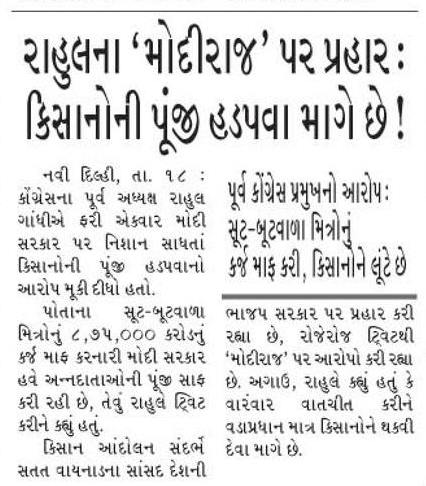 રાહુલના ‘મોદીરાજ’ પર પ્રહાર :
કિસાનોની પૂંજી હડપવા માગે છે !
નવી દિલ્હી, તા. ૧૮ :
કોંગ્રેસના પૂર્વ અધ્યક્ષ રાહુલ
ગાંધીએ ફરી એકવાર મોદી
સરકાર પર નિશાન સાધતાં
કિસાનોની પૂંજી હડપવાનો
આરોપ મૂકી દીધો હતો.
પોતાના સૂટ-બૂટવાળા
મિત્રોનું ૮,૭૫,૦૦૦ કરોડનું
કર્જ માફ કરનારી મોદી સરકાર
હવે અન્નદાતાઓની પૂંજી સાફ
કરી રહી છે, તેવું રાહુલે ટ્વિટ
કરીને કહ્યું હતું.
કિસાન આંદોલન સંદર્ભે
સતત વાયનાડના સાંસદ દેશની
પૂર્વ કોંગ્રેસ પ્રમુખનો આરોપ :
સૂટ-બૂટવાળા મિત્રોનું
કર્જ માફ કરી, કિસાનોને લૂંટે છે
ભાજપ સરકાર પર પ્રહાર કરી
રહ્યા છે, રોજેરોજ ટ્વિટથી
‘મોદીરાજ’ પર આરોપો કરી રહ્યા
છે. અગાઉ, રાહુલે કહ્યું હતું કે
વારંવાર વાતચીત કરીને
વડાપ્રધાન માત્ર કિસાનોને થકવી
દેવા માગે છે.